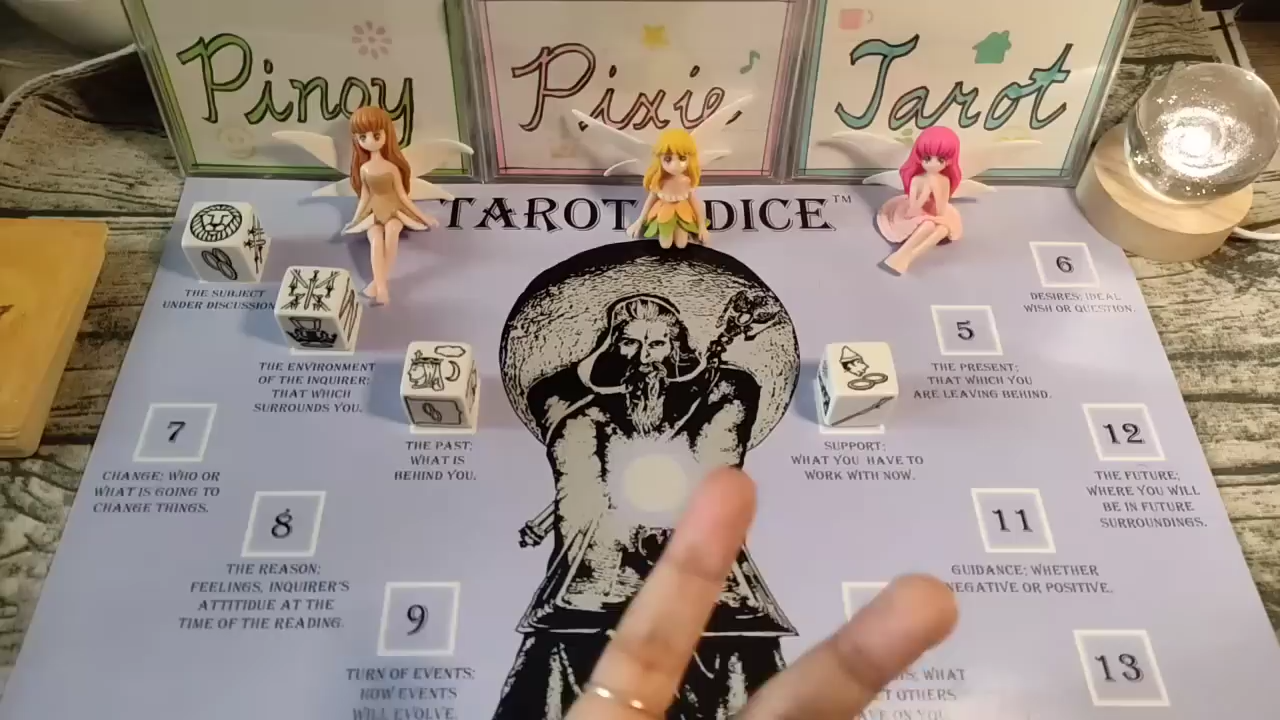 Pinoy
Pixie
Tarot
TAROT DICE™
THE SUBJECT
UNDER DISCUSSION
THE ENVIRONMENT
OF THE INQUIRER;
THAT WHICH
SURROUNDS YOU.
THE PAST;
WHAT IS
BEHIND YOU.
SUPPORT;
WHAT YOU HAVE TO
WORK WITH NOW.
5
THE PRESENT;
THAT WHICH YOU
ARE LEAVING BEHIND.
6
DESIRES; IDEAL
WISH OR QUESTION.
7
CHANGE; WHO OR
WHAT IS GOING TO
CHANGE THINGS.
8
THE REASON;
FEELINGS, INQUIRER'S
ATTITIDUE AT THE
TIME OF THE READING.
9
TURN OF EVENTS;
HOW EVENTS
WILL EVOLVE.
WHAT
OTHERS
ON YOU.
11
GUIDANCE; WHETHER
NEGATIVE OR POSITIVE.
12
THE FUTURE;
WHERE YOU WILL
BE IN FUTURE
SURROUNDINGS.
13